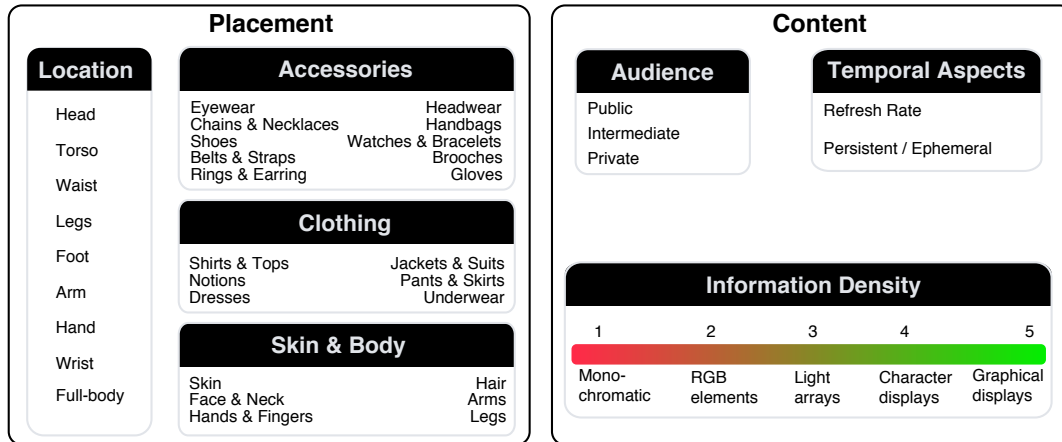 Placement
Location
Head
Torso
Waist
Legs
Foot
Arm
Hand
Wrist
Full-body
Accessories
Eyewear Headwear
Chains & Necklaces Handbags
Shoes Watches & Bracelets
Belts & Straps Brooches
Rings & Earring Gloves
Clothing
Shirts & Tops Jackets & Suits
Notions Pants & Skirts
Dresses Underwear
Skin & Body
Skin Hair
Face & Neck Arms
Hands & Fingers Legs
Content
Audience
Public
Intermediate
Private
Temporal Aspects
Refresh Rate
Persistent / Ephemeral
Information Density
1 2 3 4 5
Mono- RGB Light Character Graphical
chromatic elements arrays displays displays